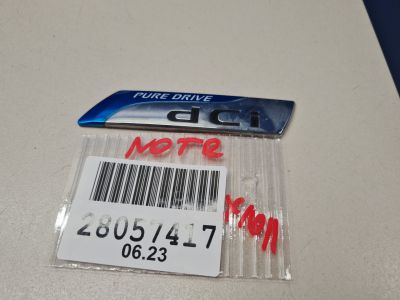 PURE DRIVE
dCi
NOTE
28057417
06.23